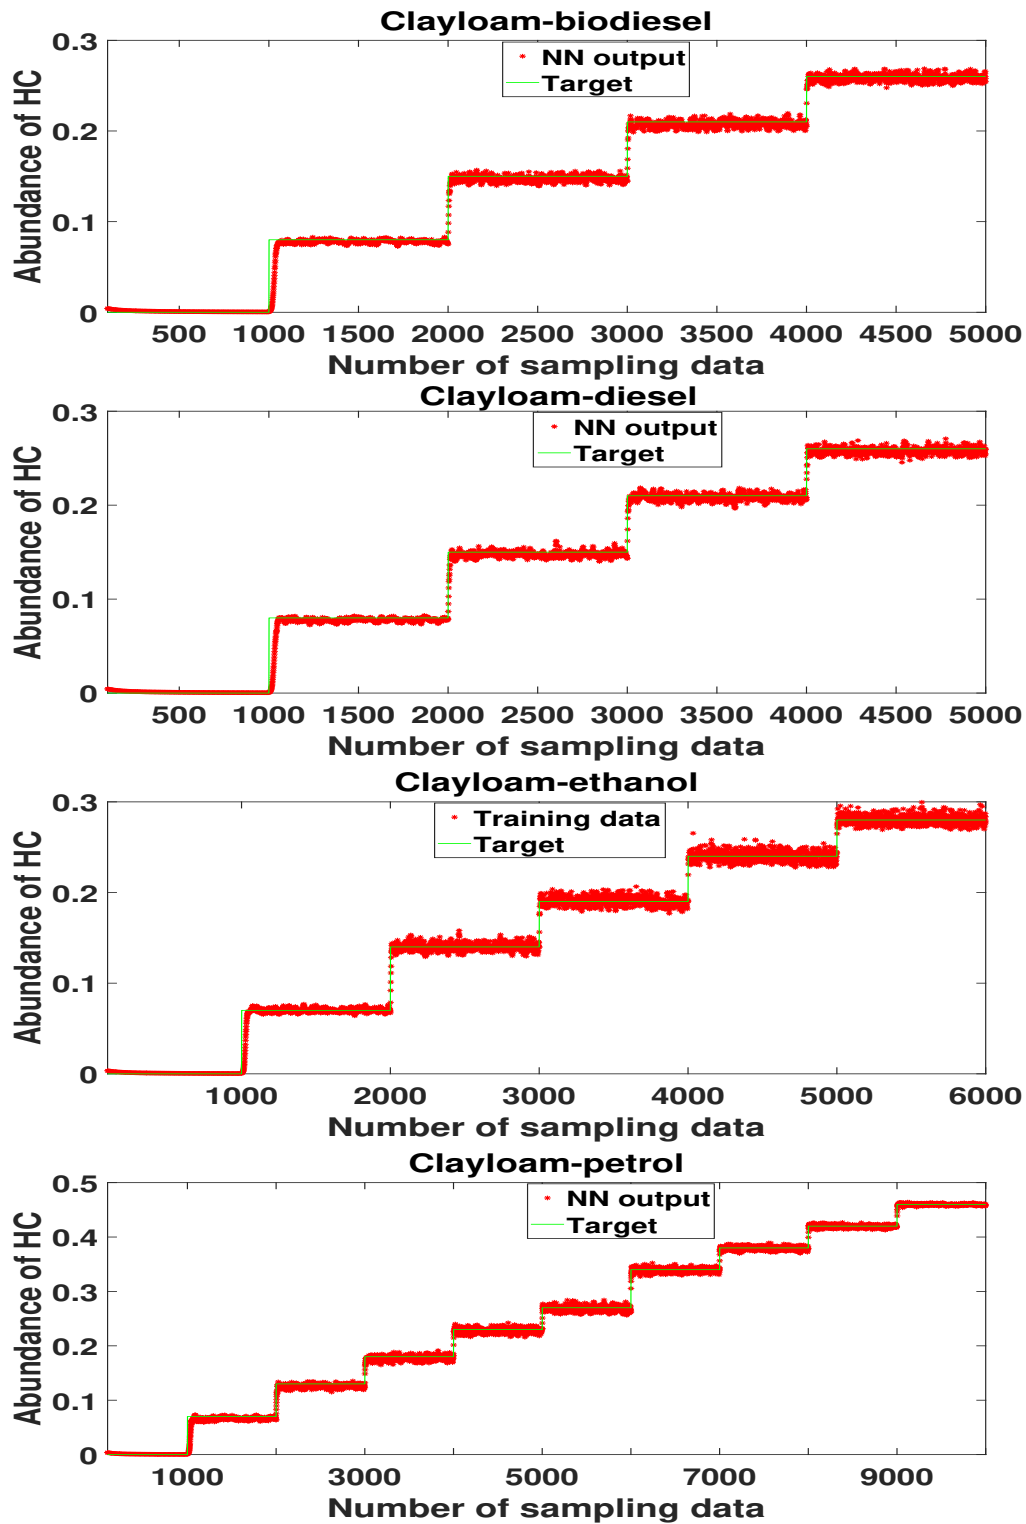 Clayloam-biodiesel
NN output
Target
Abundance of HC
0.3
0.2
0.1
0
500 1000 1500 2000 2500 3000 3500 4000 4500 5000
Number of sampling data
Clayloam-diesel
NN output
Target
Abundance of HC
0.3
0.2
0.1
0
500 1000 1500 2000 2500 3000 3500 4000 4500 5000
Number of sampling data
Clayloam-ethanol
Training data
Target
Abundance of HC
0.3
0.2
0.1
0
1000 2000 3000 4000 5000 6000
Number of sampling data
Clayloam-petrol
NN output
Target
Abundance of HC
0.5
0.4
0.3
0.2
0.1
0
1000 3000 5000 7000 9000
Number of sampling data